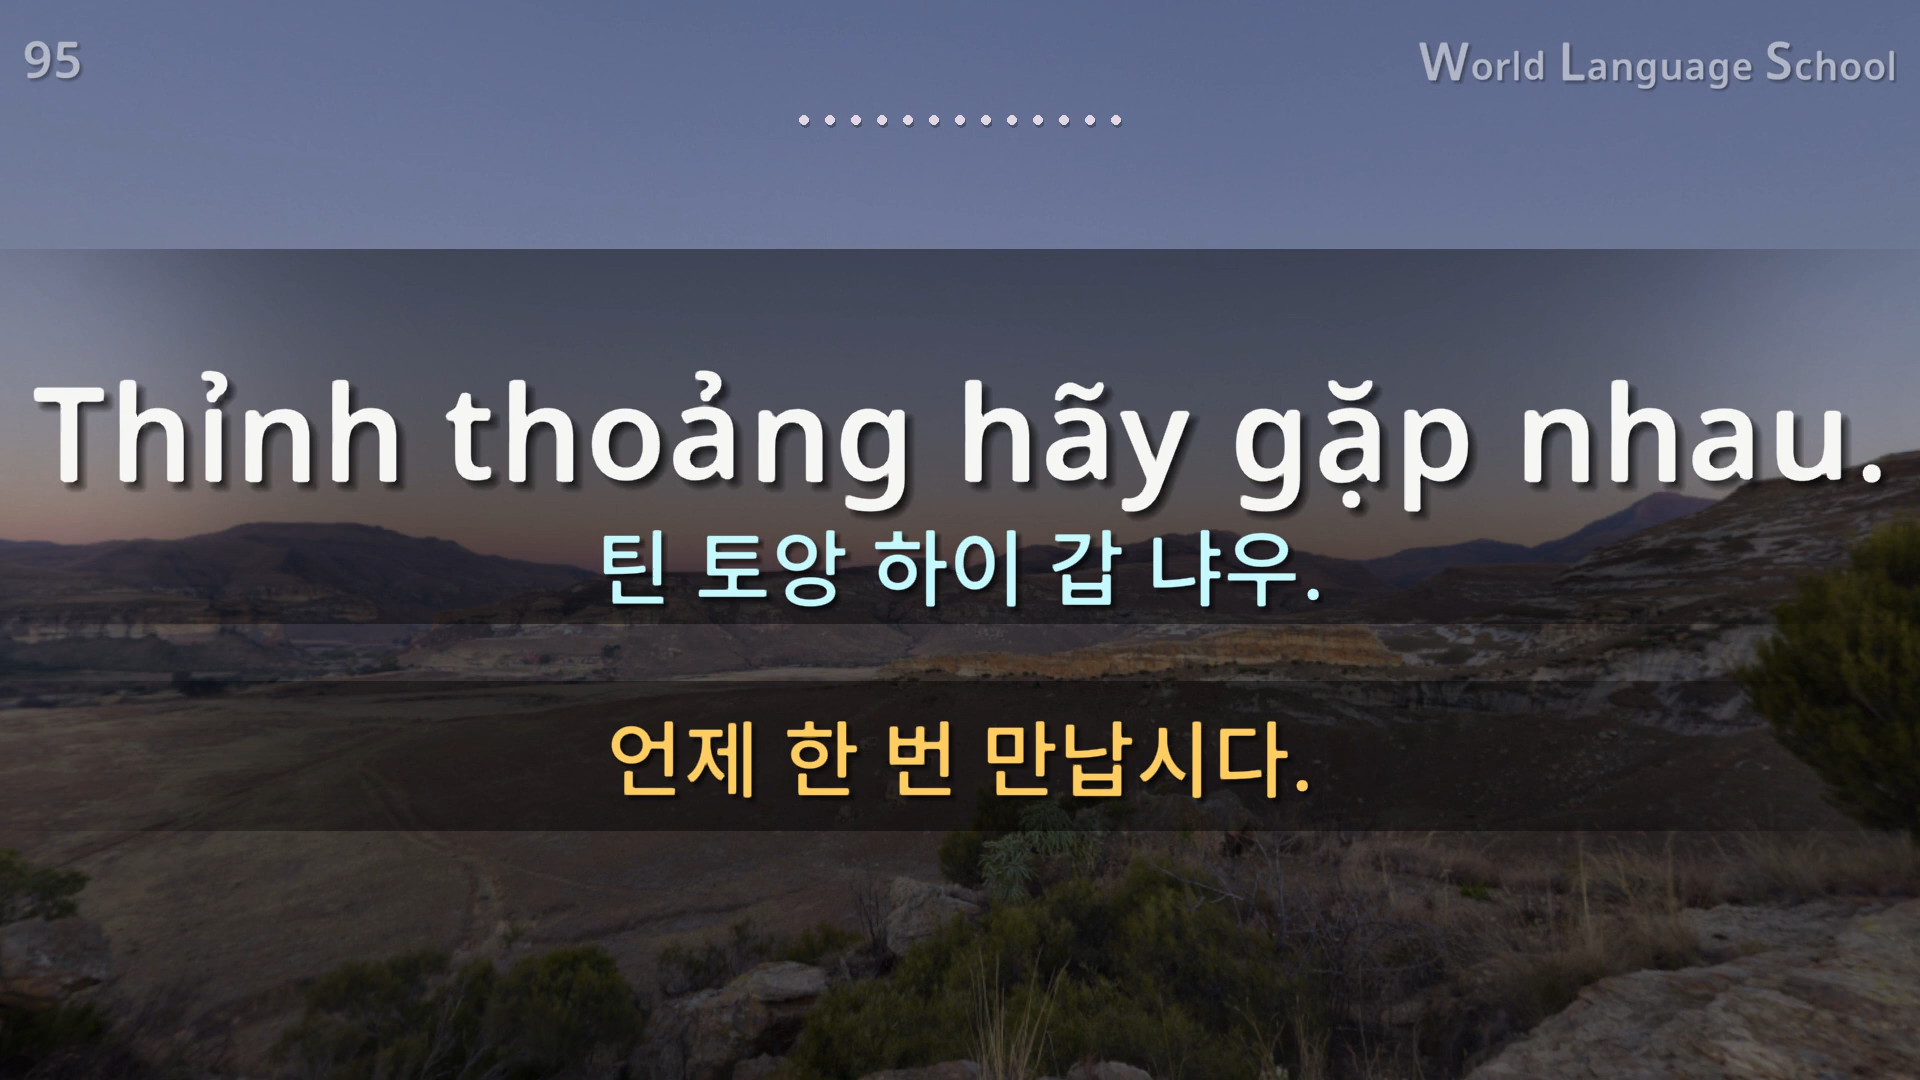 95
World Language School
Thỉnh thoảng hãy gặp nhau.
틴 토앙 하이 갑 냐우.
언제 한 번 만납시다.